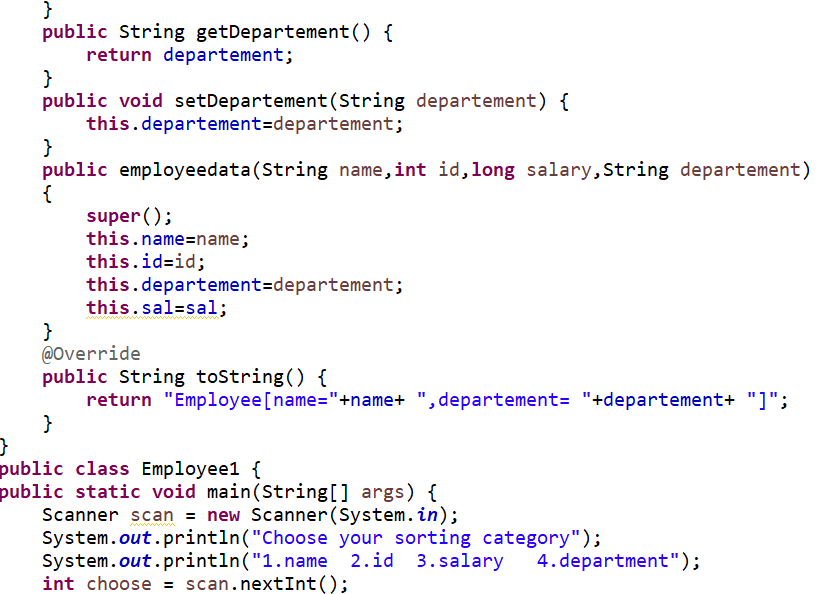 }
public String getDepartement() {
return departement;
}
public void setDepartement(String departement) {
this.departement=departement;
}
public employeedata(String name,int id,long salary,String departement)
{
super();
this.name=name;
this.id=id;
this.departement=departement;
this.sal=sal;
}
@Override
public String toString() {
return "Employee[name="+name+ ",departement= "+departement+ "]";
}
}
public class Employee1 {
public static void main(String[] args) {
Scanner scan = new Scanner(System.in);
System.out.println("Choose your sorting category");
System.out.println("1.name  2.id  3.salary   4.department");
int choose = scan.nextInt();